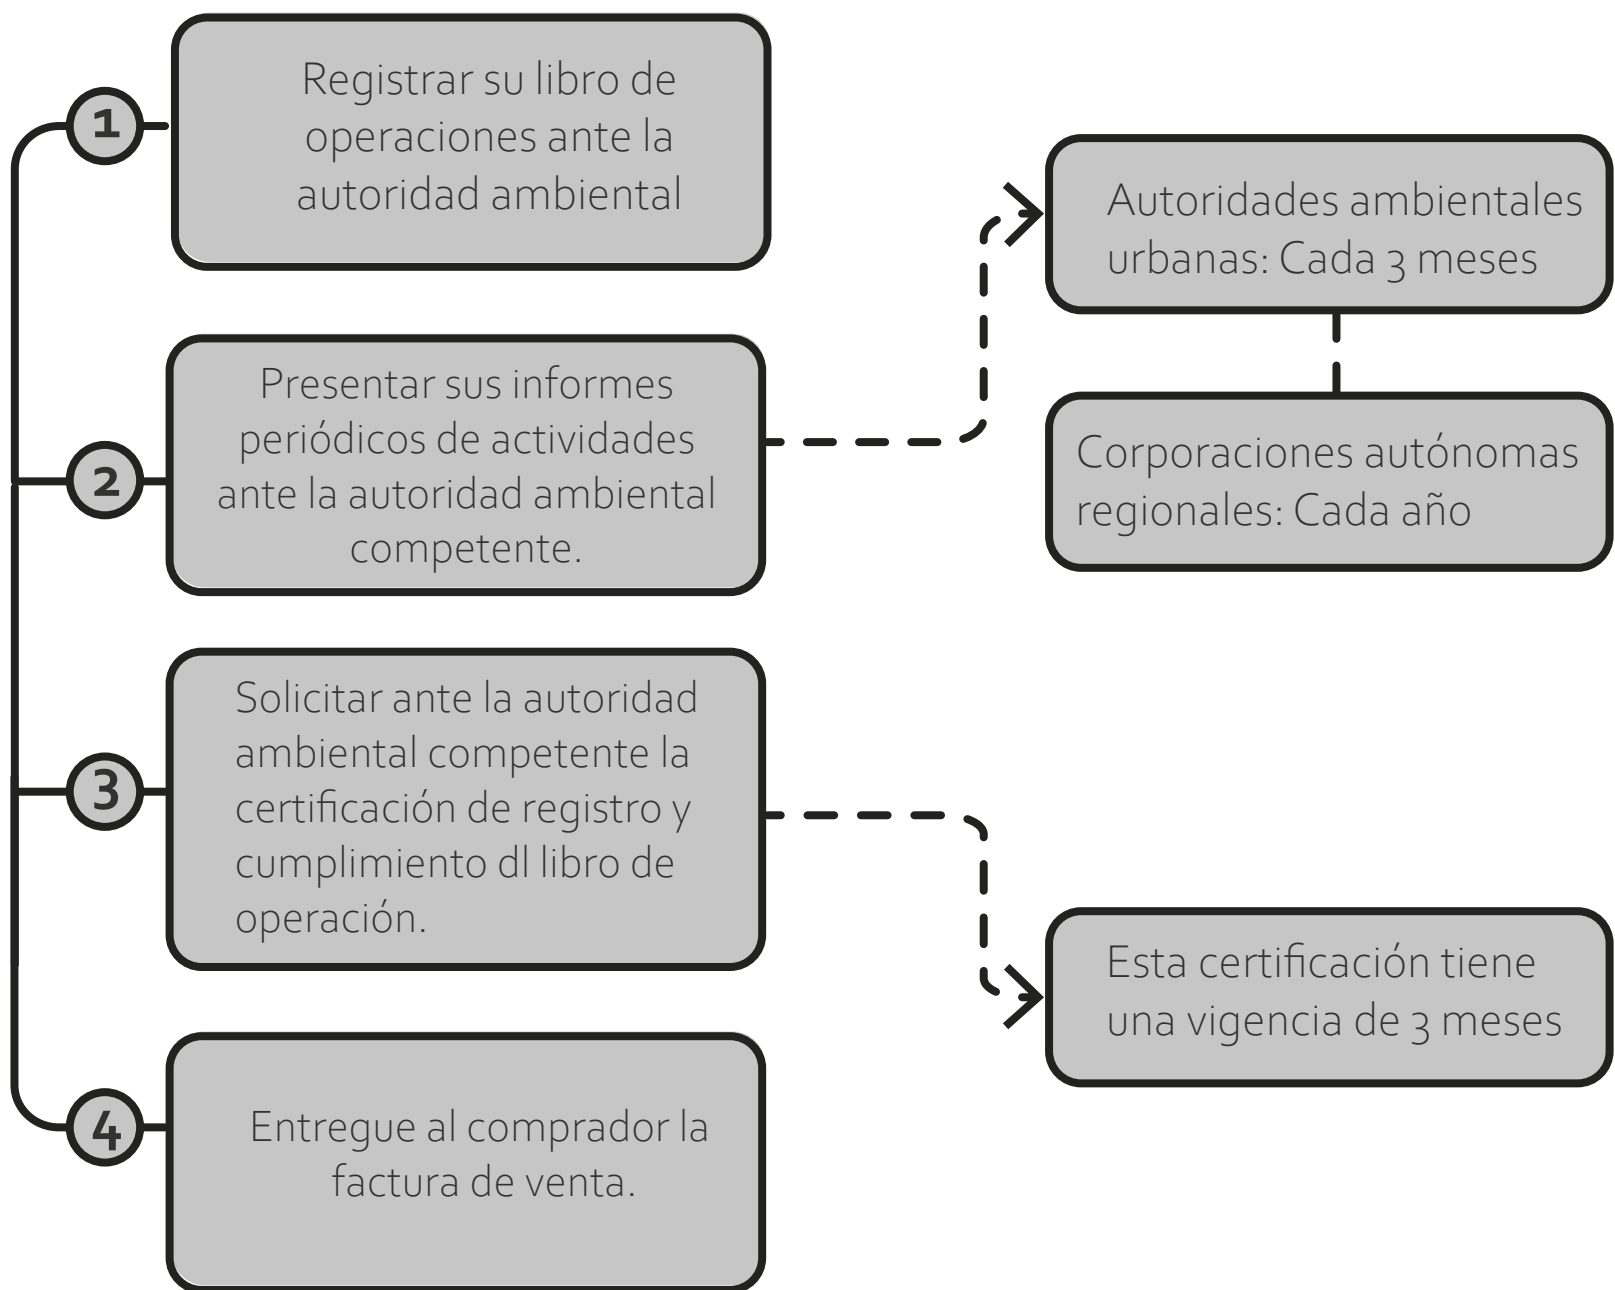 1
Registrar su libro de
operaciones ante la
autoridad ambiental
2
Presentar sus informes
periódicos de actividades
ante la autoridad ambiental
competente.
Autoridades ambientales
urbanas: Cada 3 meses
Corporaciones autónomas
regionales: Cada año
3
Solicitar ante la autoridad
ambiental competente la
certificación de registro y
cumplimiento dl libro de
operación.
Esta certificación tiene
una vigencia de 3 meses
4
Entregue al comprador la
factura de venta.